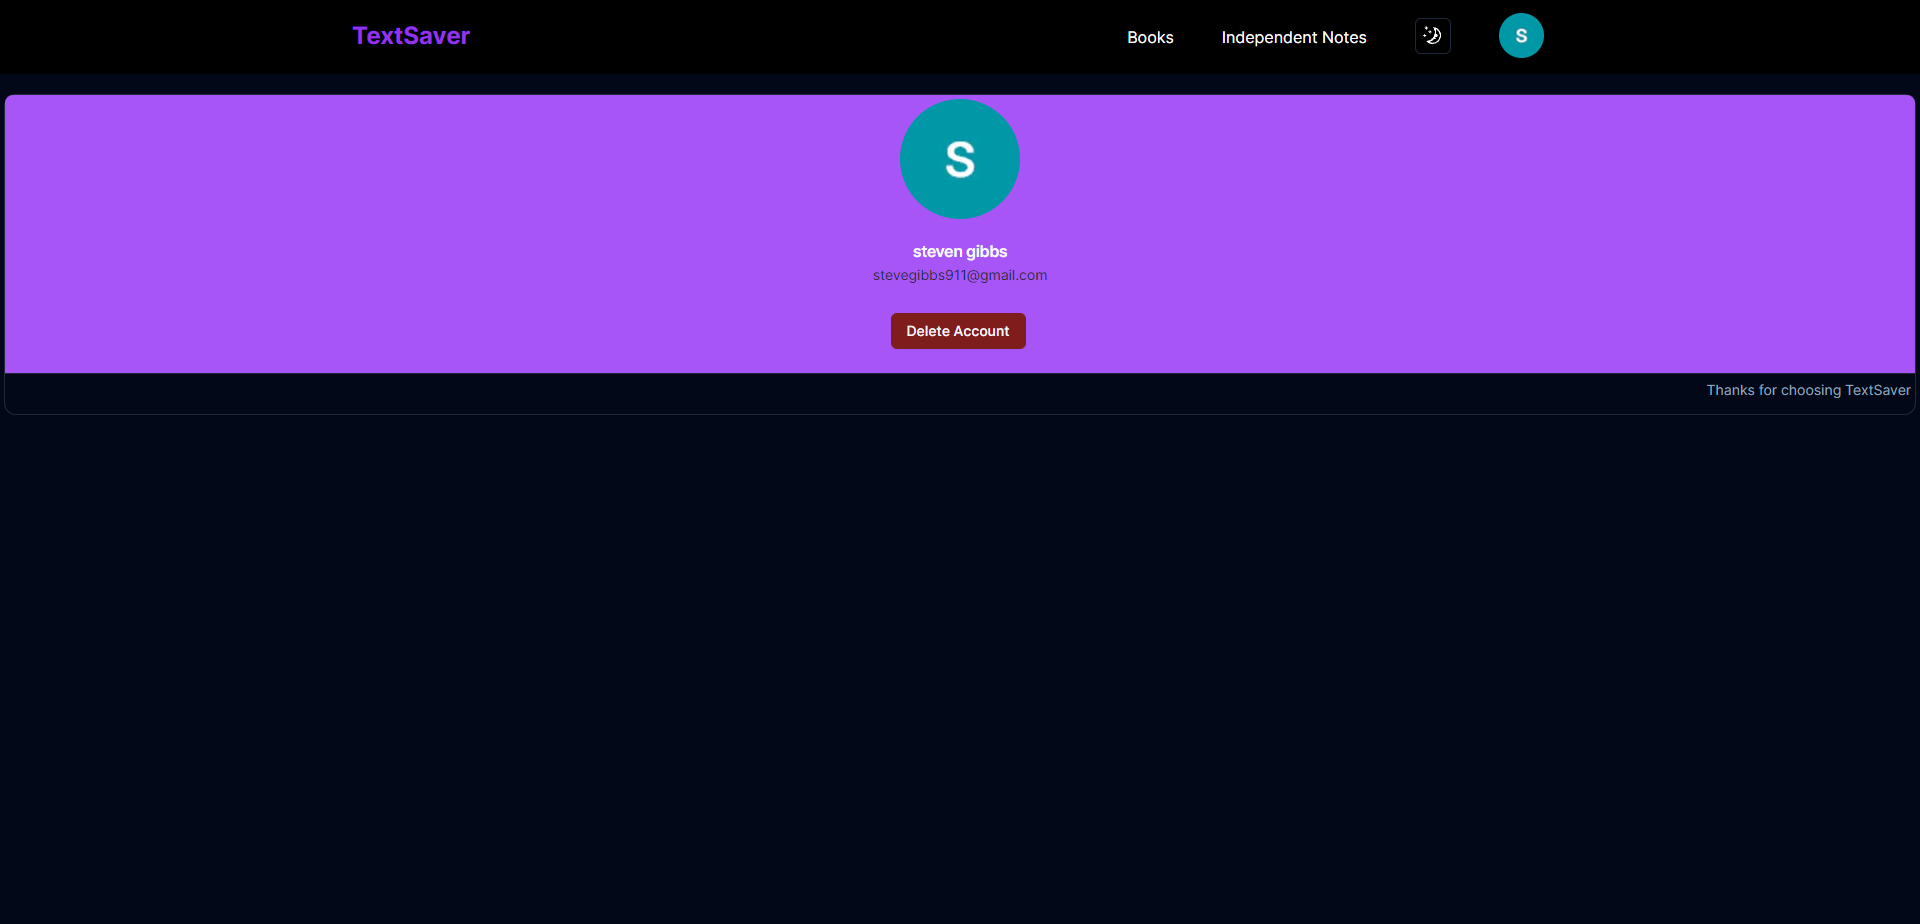 TextSaver
Books
Independent Notes
S
S
steven gibbs
stevegibbs911@gmail.com
Delete Account
Thanks for choosing TextSaver